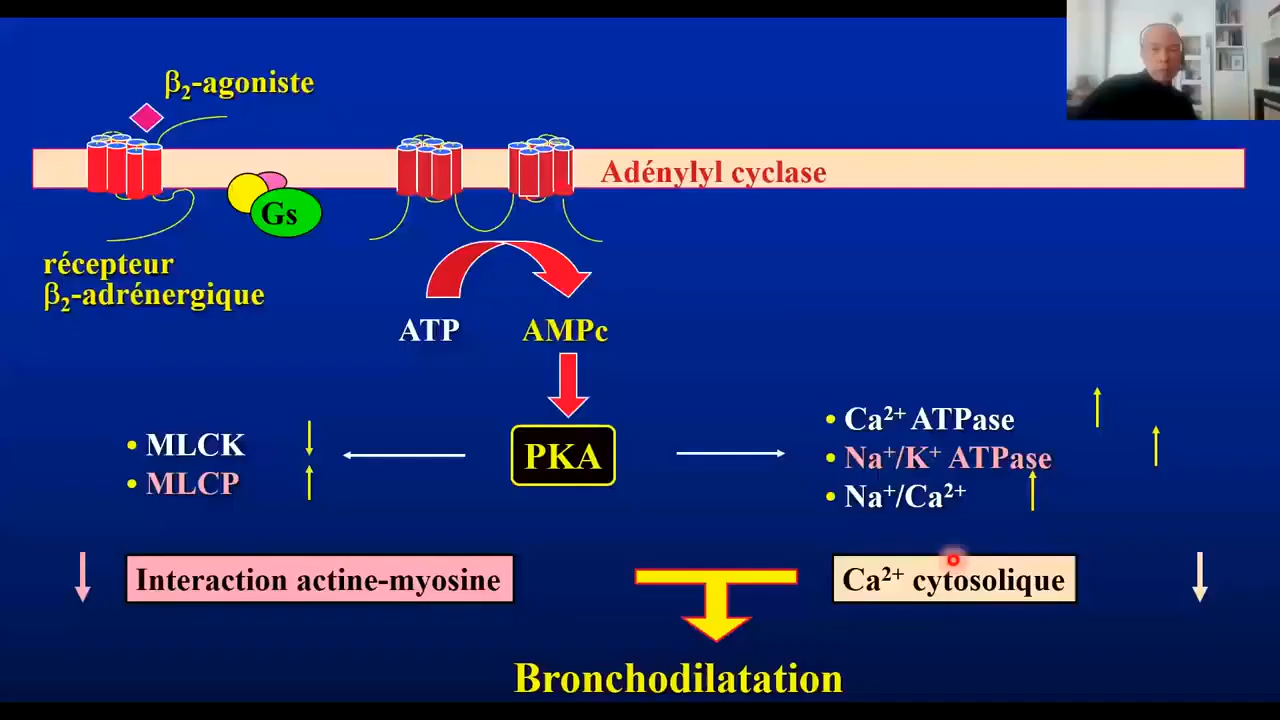 β₂-agoniste
Adénylyl cyclase
Gs
récepteur
β₂-adrénergique
ATP
AMPc
PKA
• MLCK
• MLCP
• Ca²⁺ ATPase
• Na⁺/K⁺ ATPase
• Na⁺/Ca²⁺
Interaction actine-myosine
Ca²⁺ cytosolique
Bronchodilatation